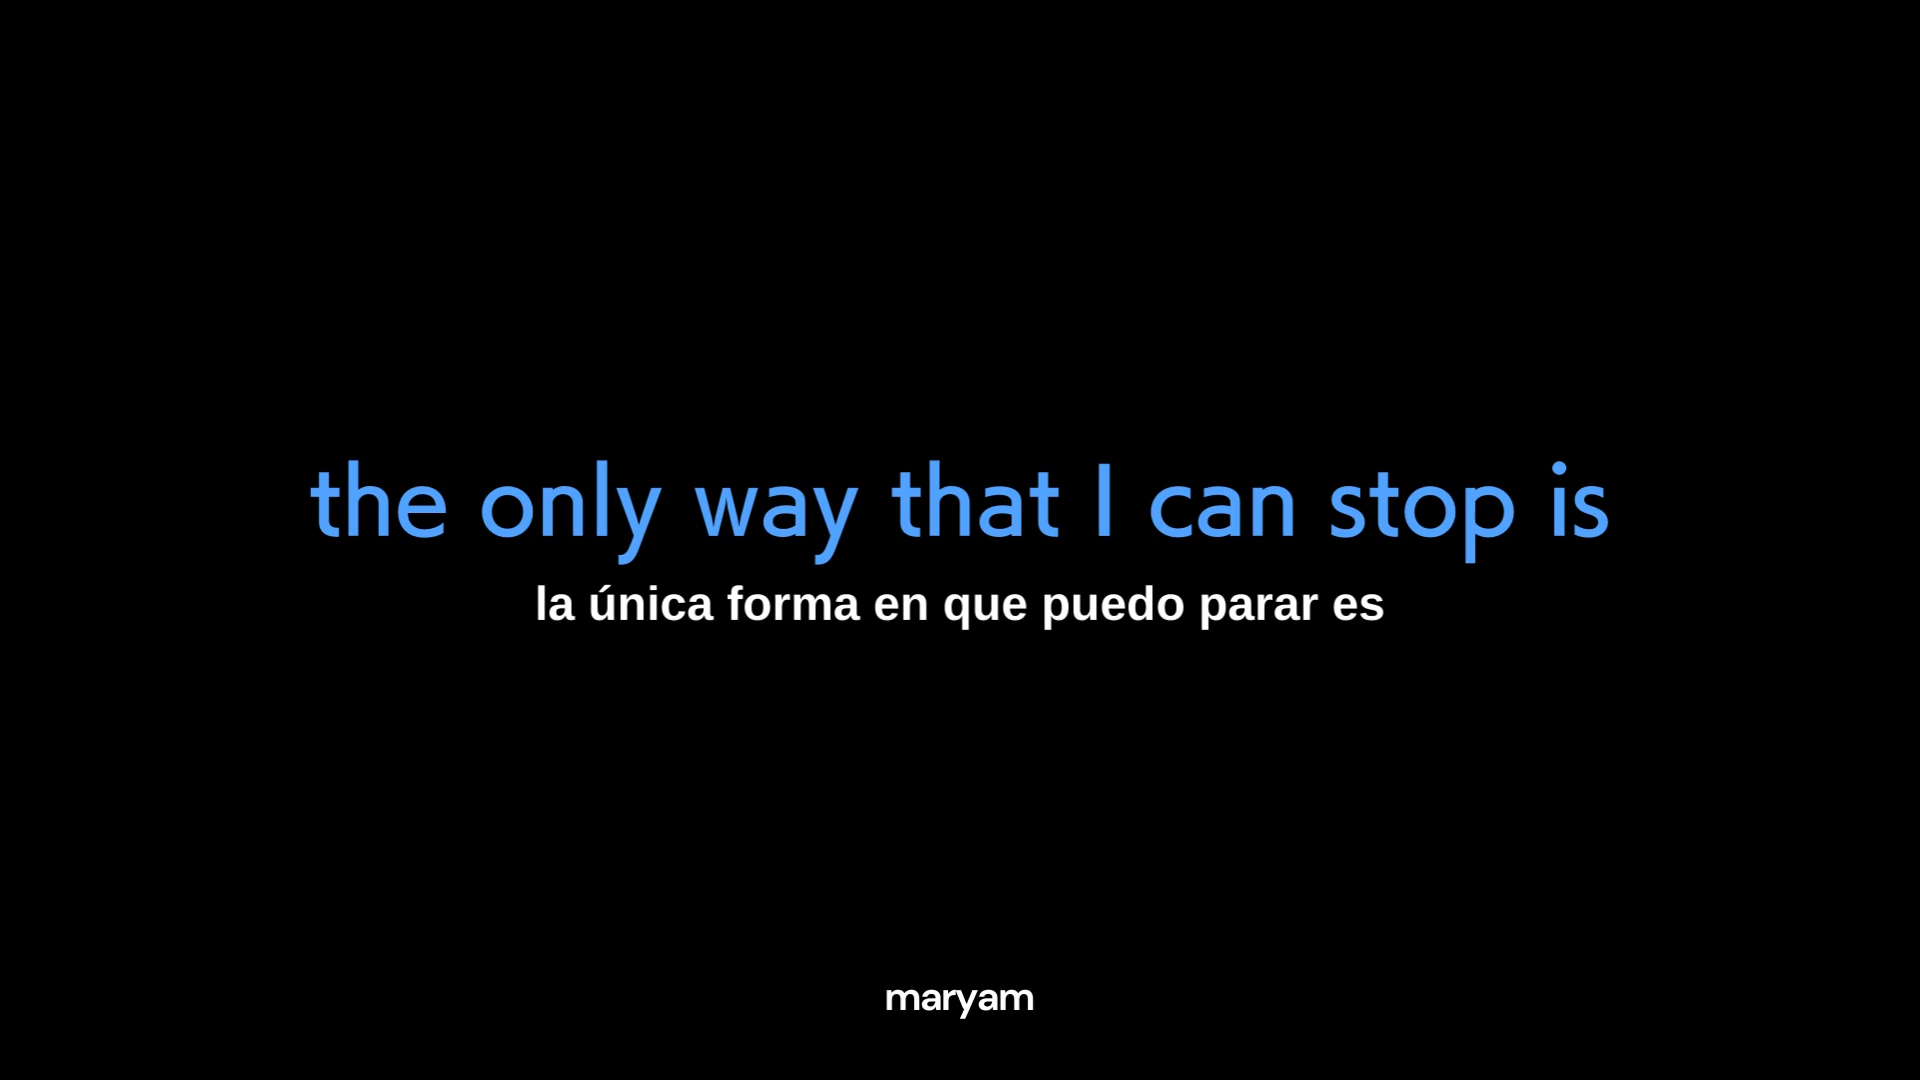 the only way that I can stop is
la única forma en que puedo parar es
maryam